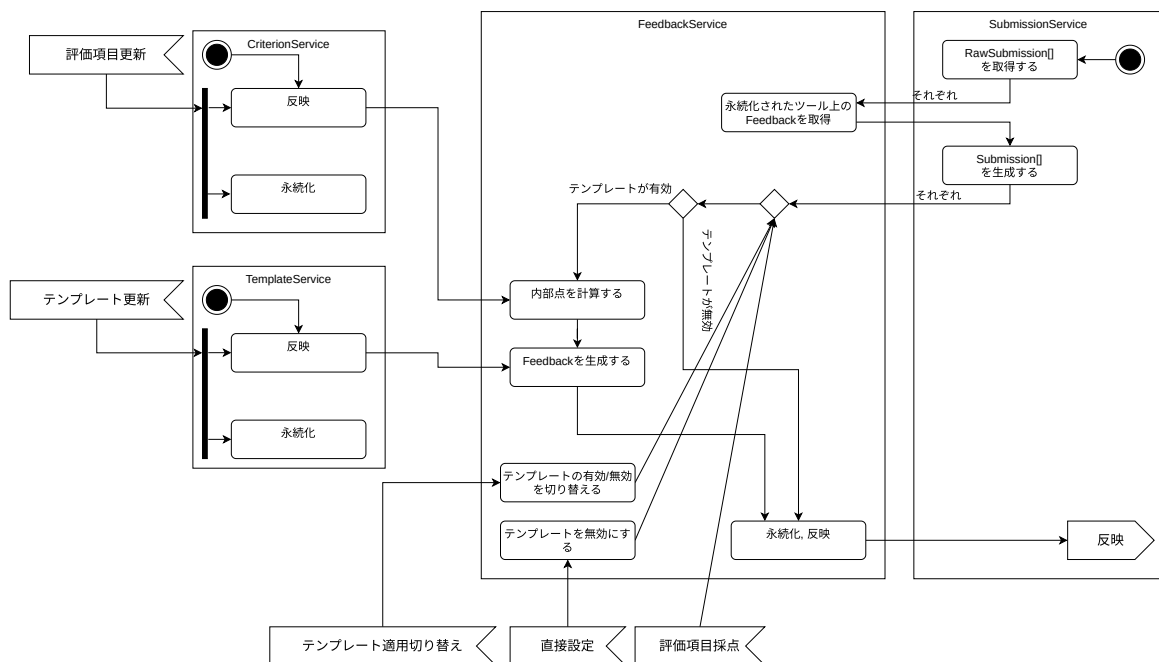 FeedbackService
SubmissionService
評価項目更新
CriterionService
反映
永続化
RawSubmission[]
を取得する
それぞれ
永続化されたツール上の
Feedbackを取得
Submission[]
を生成する
それぞれ
テンプレートが有効
テンプレートが無効
テンプレート更新
TemplateService
反映
永続化
内部点を計算する
Feedbackを生成する
テンプレートの有効/無効
を切り替える
テンプレートを無効にす
る
永続化, 反映
反映
テンプレート適用切り替え
直接設定
評価項目採点